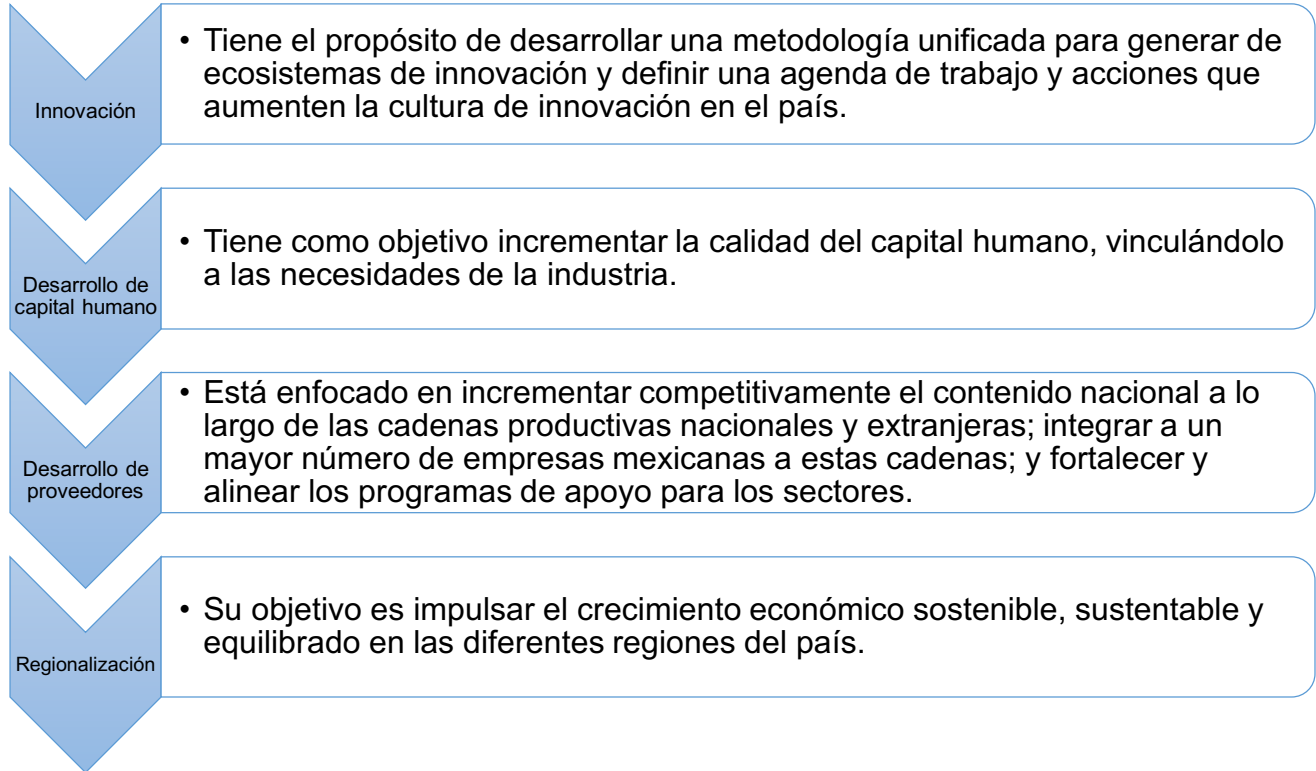 Innovación
• Tiene el propósito de desarrollar una metodología unificada para generar de
ecosistemas de innovación y definir una agenda de trabajo y acciones que
aumenten la cultura de innovación en el país.
Desarrollo de
capital humano
• Tiene como objetivo incrementar la calidad del capital humano, vinculándolo
a las necesidades de la industria.
Desarrollo de
proveedores
• Está enfocado en incrementar competitivamente el contenido nacional a lo
largo de las cadenas productivas nacionales y extranjeras; integrar a un
mayor número de empresas mexicanas a estas cadenas; y fortalecer y
alinear los programas de apoyo para los sectores.
Regionalización
• Su objetivo es impulsar el crecimiento económico sostenible, sustentable y
equilibrado en las diferentes regiones del país.